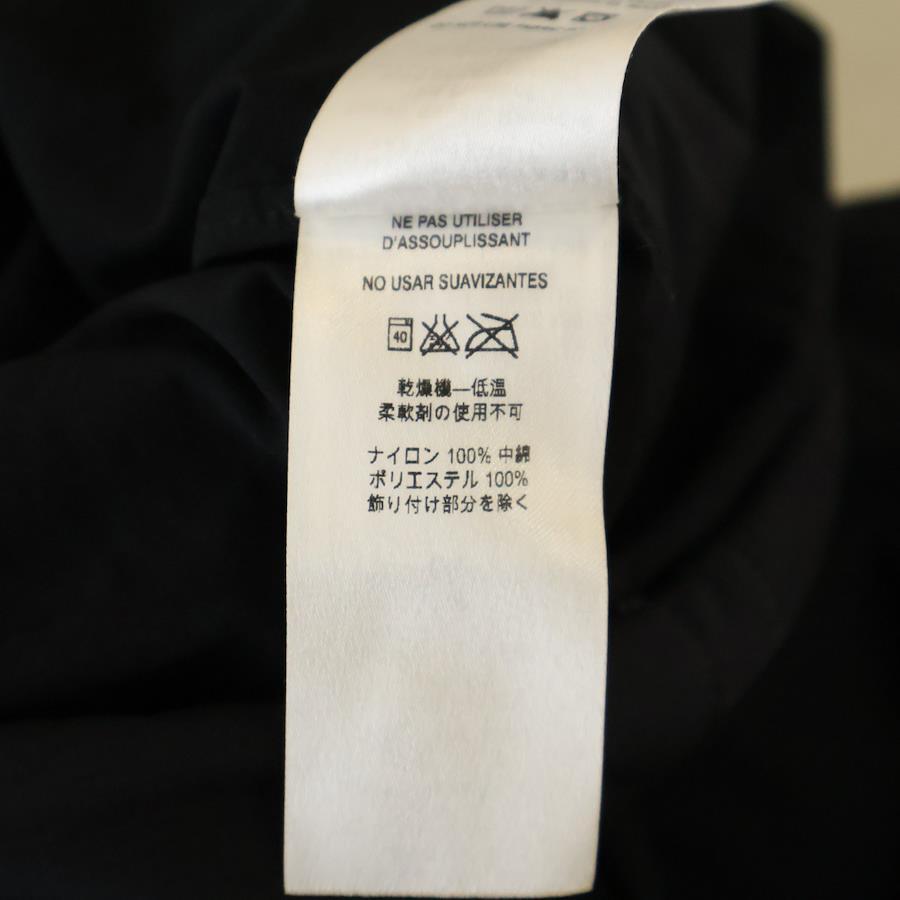 NE PAS UTILISER
D'ASSOUPLISSANT
NO USAR SUAVIZANTES
40
乾燥機—低温
柔軟剤の使用不可
ナイロン 100% 中綿
ポリエステル 100%
飾り付け部分を除く